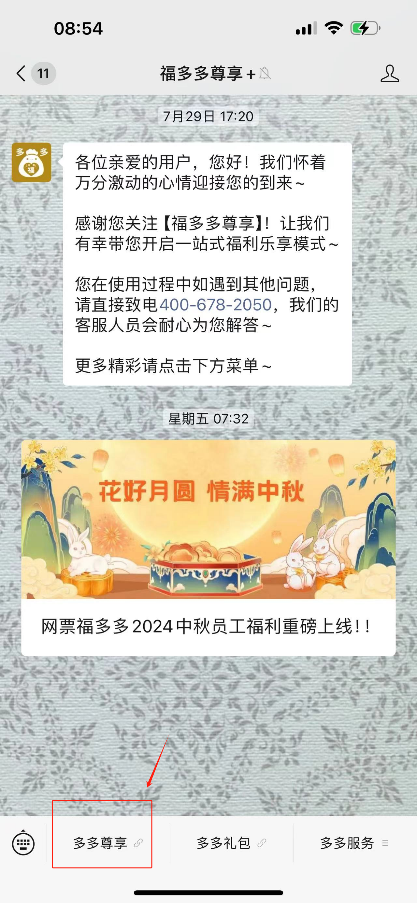 08:54
11
福多多尊享+
7月29日 17:20
多 多
福
各位亲爱的用户，您好！我们怀着
万分激动的心情迎接您的到来~
感谢您关注【福多多尊享】！让我们
有幸带您开启一站式福利乐享模式~
您在使用过程中如遇到其他问题，
请直接致电400-678-2050，我们的
客服人员会耐心为您解答~
更多精彩请点击下方菜单~
星期五 07:32
花好月圆 情满中秋
网票福多多2024中秋员工福利重磅上线！！
多多尊享
多多礼包
多多服务